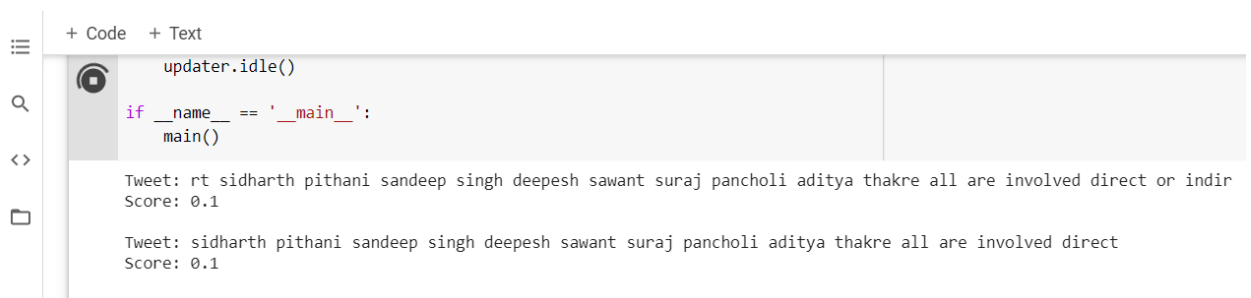 + Code + Text
updater.idle()
if __name__ == '__main__':
main()
Tweet: rt sidharth pithani sandeep singh deepesh sawant suraj pancholi aditya thakre all are involved direct or indir
Score: 0.1
Tweet: sidharth pithani sandeep singh deepesh sawant suraj pancholi aditya thakre all are involved direct
Score: 0.1